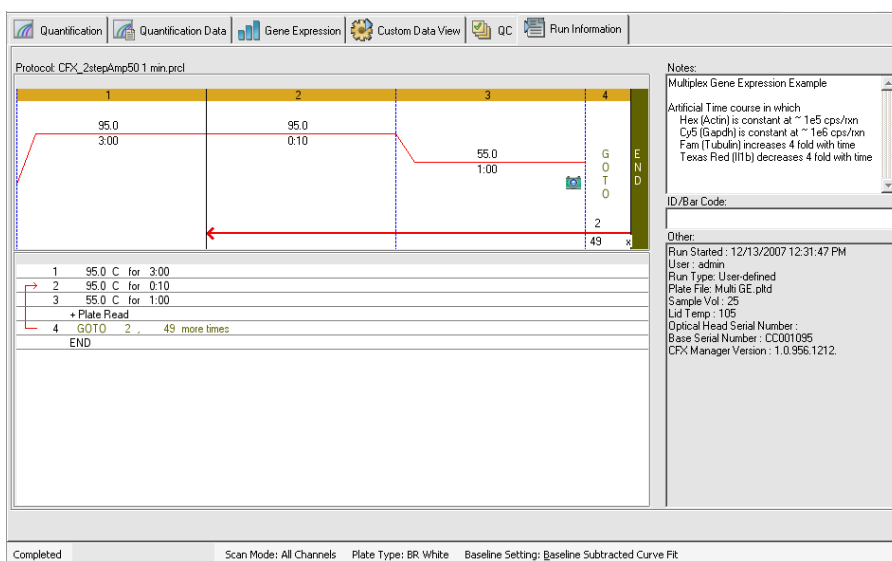 Quantification Quantification Data Gene Expression Custom Data View QC Run Information
Protocol: CFX_2stepAmp50 1 min.prcl
1 2 3 4
95.0 95.0
3:00 0:10
55.0
1:00
GOTO
END
2
49 x
1 95.0 C for 3:00
2 95.0 C for 0:10
3 55.0 C for 1:00
+ Plate Read
4 GOTO 2 , 49 more times
END
Notes:
Multiplex Gene Expression Example
Artificial Time course in which
Hex (Actin) is constant at ~ 1e5 cps/rxn
Cy5 (Gapdh) is constant at ~ 1e6 cps/rxn
Fam (Tubulin) increases 4 fold with time
Texas Red (Il1b) decreases 4 fold with time
ID/Bar Code:
Other:
Run Started : 12/13/2007 12:31:47 PM
User : admin
Run Type: User-defined
Plate File: Multi GE.pltd
Sample Vol : 25
Lid Temp : 105
Optical Head Serial Number :
Base Serial Number : CC001095
CFX Manager Version : 1.0.956.1212.
Completed Scan Mode: All Channels Plate Type: BR White Baseline Setting: Baseline Subtracted Curve Fit